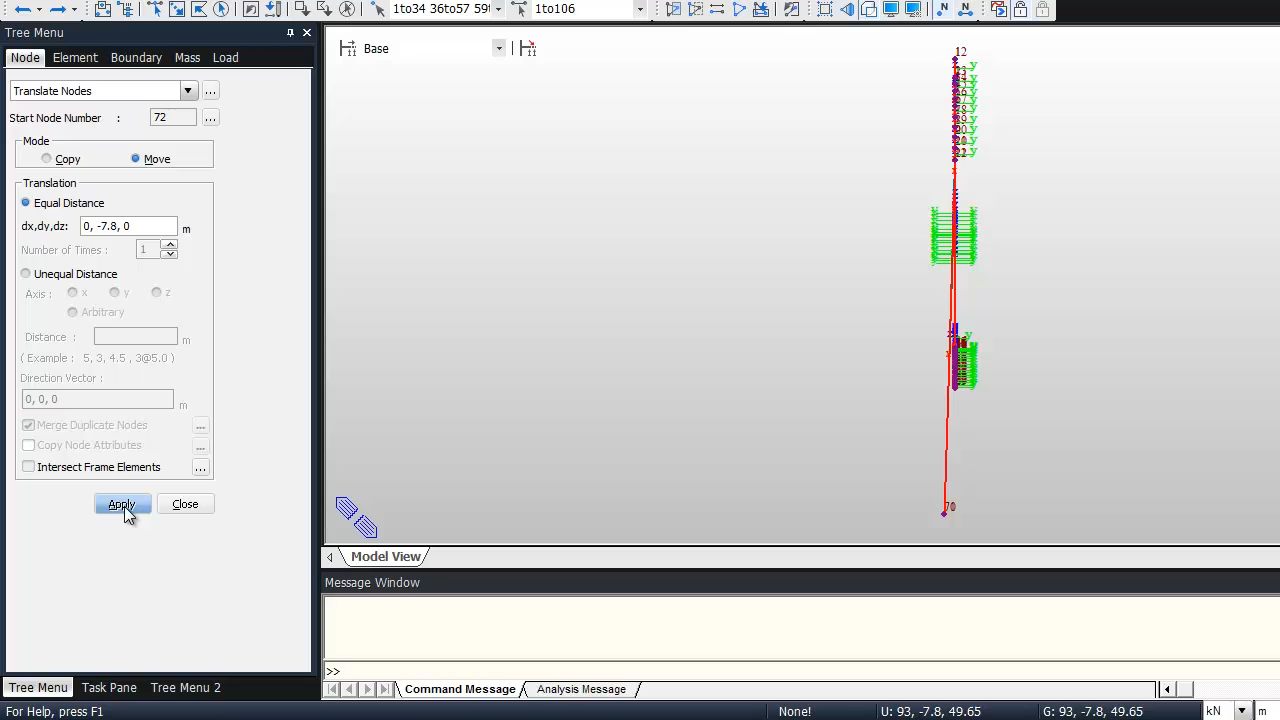 1to34 36to57 59t
1to106
N
N
Tree Menu
Node
Element
Boundary
Mass
Load
Translate Nodes
...
Start Node Number :
72
...
Mode
Copy
Move
Translation
Equal Distance
dx,dy,dz:
0, -7.8, 0
m
Number of Times :
1
Unequal Distance
Axis :
x
y
z
Arbitrary
Distance :
m
( Example : 5, 3, 4.5 , 3@5.0 )
Direction Vector :
0, 0, 0
m
Merge Duplicate Nodes
...
Copy Node Attributes
...
Intersect Frame Elements
...
Apply
Close
Base
12
y
y
y
y
y
y
y
y
70
Model View
Message Window
>>
Command Message
Analysis Message
Tree Menu
Task Pane
Tree Menu 2
For Help, press F1
None!
U: 93, -7.8, 49.65
G: 93, -7.8, 49.65
kN
m